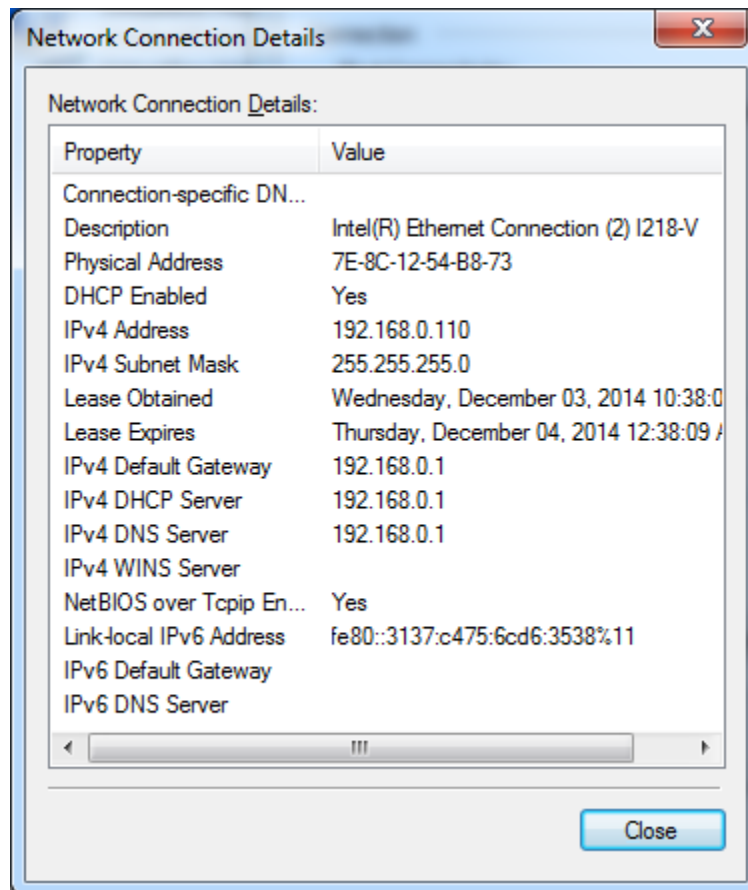 Network Connection Details
Network Connection Details:
Property Value
Connection-specific DN...
Description Intel(R) Ethernet Connection (2) I218-V
Physical Address 7E-8C-12-54-B8-73
DHCP Enabled Yes
IPv4 Address 192.168.0.110
IPv4 Subnet Mask 255.255.255.0
Lease Obtained Wednesday, December 03, 2014 10:38:0
Lease Expires Thursday, December 04, 2014 12:38:09 A
IPv4 Default Gateway 192.168.0.1
IPv4 DHCP Server 192.168.0.1
IPv4 DNS Server 192.168.0.1
IPv4 WINS Server
NetBIOS over Tcpip En... Yes
Link-local IPv6 Address fe80::3137:c475:6cd6:3538%11
IPv6 Default Gateway
IPv6 DNS Server
Close